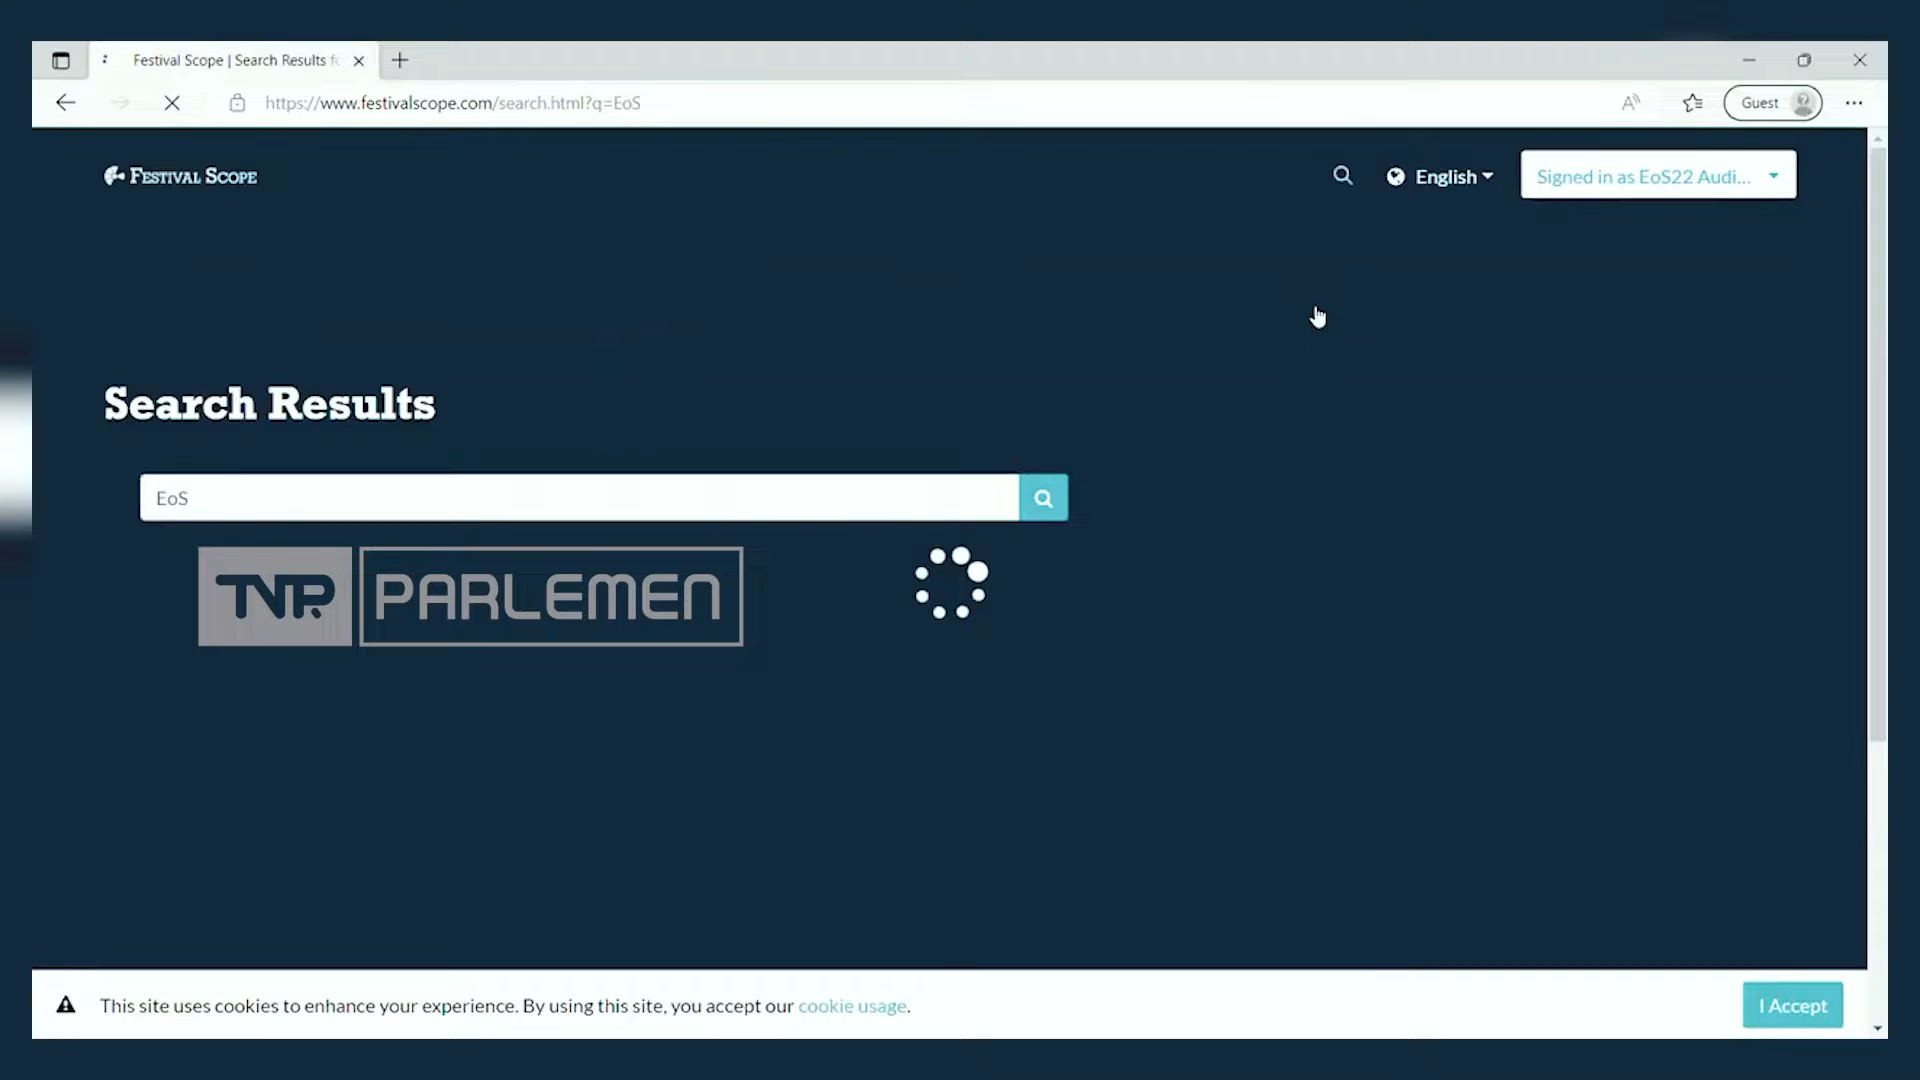 Festival Scope | Search Results fo
https://www.festivalscope.com/search.html?q=EoS
Guest
FESTIVAL SCOPE
English
Signed in as EoS22 Audi...
Search Results
EoS
TVR PARLEMEN
This site uses cookies to enhance your experience. By using this site, you accept our cookie usage.
I Accept